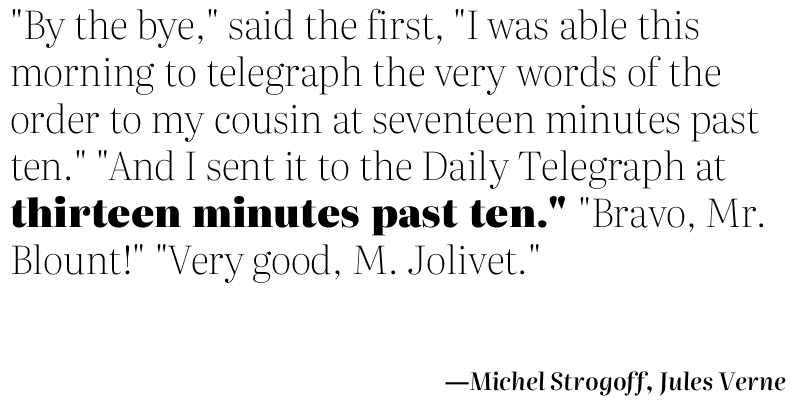 "By the bye," said the first, "I was able this
morning to telegraph the very words of the
order to my cousin at seventeen minutes past
ten." "And I sent it to the Daily Telegraph at
thirteen minutes past ten." "Bravo, Mr.
Blount!" "Very good, M. Jolivet."
—Michel Strogoff, Jules Verne